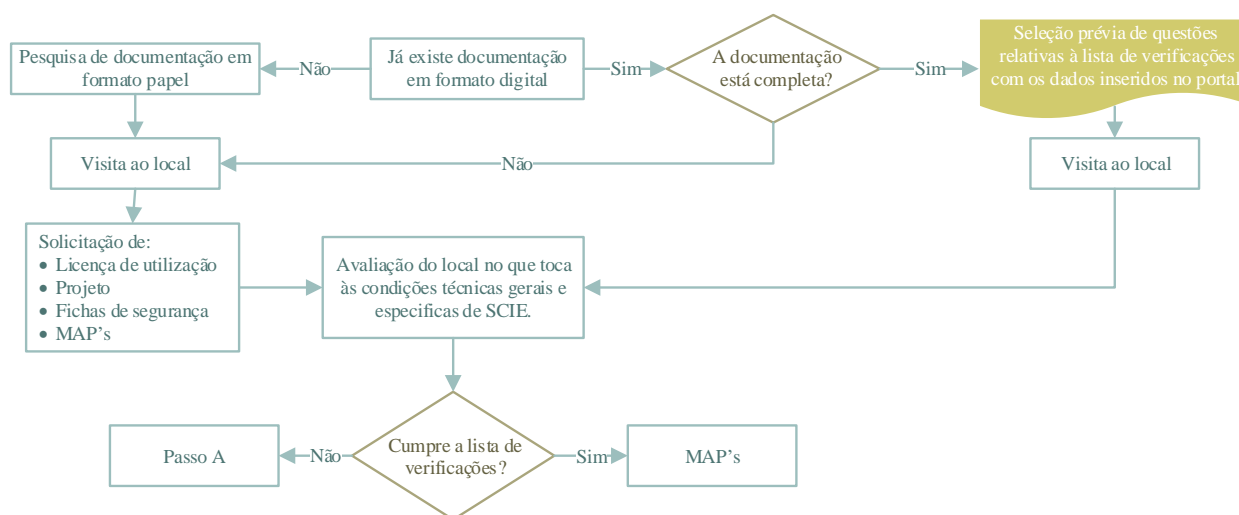 Pesquisa de documentação em
formato papel
Não
Já existe documentação
em formato digital
Sim
A documentação
está completa?
Sim
Seleção prévia de questões
relativas à lista de verificações
com os dados inseridos no portal
Visita ao local
Não
Visita ao local
Solicitação de:
• Licença de utilização
• Projeto
• Fichas de segurança
• MAP’s
Avaliação do local no que toca
às condições técnicas gerais e
especificas de SCIE.
Passo A
Não
Cumpre a lista de
verificações?
Sim
MAP’s